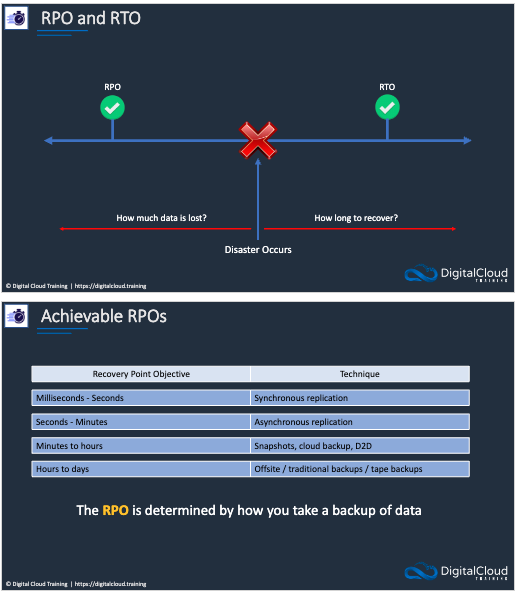 RPO and RTO
RPO
RTO
How much data is lost?
How long to recover?
Disaster Occurs
© Digital Cloud Training | https://digitalcloud.training
DigitalCloud
TRAINING
Achievable RPOs
Recovery Point Objective
Technique
Milliseconds - Seconds
Synchronous replication
Seconds - Minutes
Asynchronous replication
Minutes to hours
Snapshots, cloud backup, D2D
Hours to days
Offsite / traditional backups / tape backups
The RPO is determined by how you take a backup of data
© Digital Cloud Training | https://digitalcloud.training
DigitalCloud
TRAINING